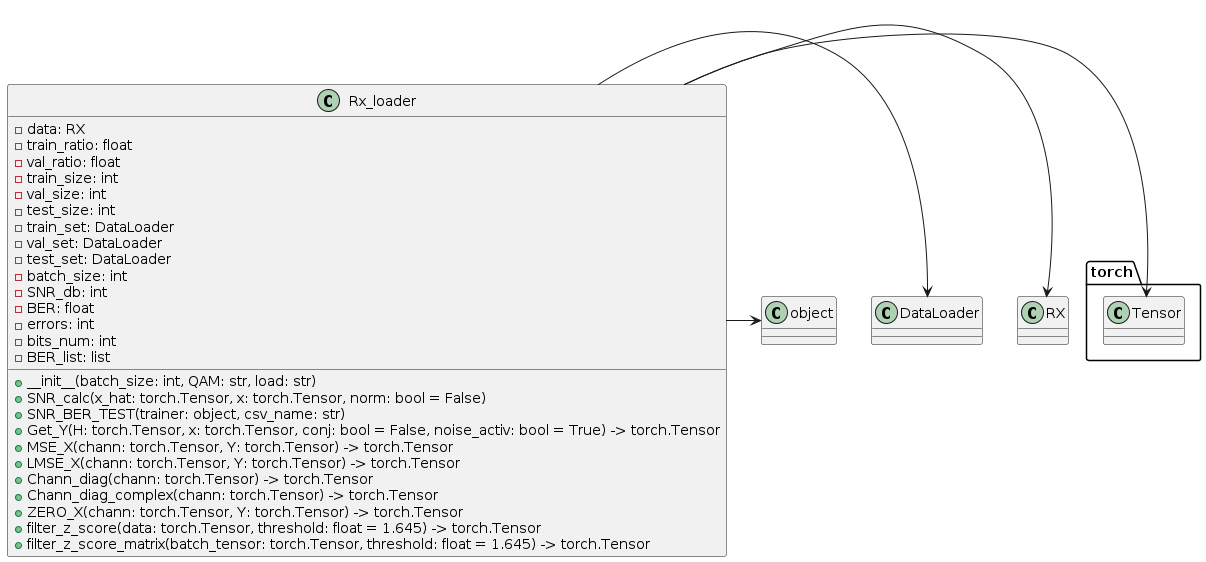 C Rx_loader
data: RX
train_ratio: float
val_ratio: float
train_size: int
val_size: int
test_size: int
train_set: DataLoader
val_set: DataLoader
test_set: DataLoader
batch_size: int
SNR_db: int
BER: float
errors: int
bits_num: int
BER_list: list
__init__(batch_size: int, QAM: str, load: str)
SNR_calc(x_hat: torch.Tensor, x: torch.Tensor, norm: bool = False)
SNR_BER_TEST(trainer: object, csv_name: str)
Get_Y(H: torch.Tensor, x: torch.Tensor, conj: bool = False, noise_activ: bool = True) -> torch.Tensor
MSE_X(chann: torch.Tensor, Y: torch.Tensor) -> torch.Tensor
LMSE_X(chann: torch.Tensor, Y: torch.Tensor) -> torch.Tensor
Chann_diag(chann: torch.Tensor) -> torch.Tensor
Chann_diag_complex(chann: torch.Tensor) -> torch.Tensor
ZERO_X(chann: torch.Tensor, Y: torch.Tensor) -> torch.Tensor
filter_z_score(data: torch.Tensor, threshold: float = 1.645) -> torch.Tensor
filter_z_score_matrix(batch_tensor: torch.Tensor, threshold: float = 1.645) -> torch.Tensor
C object
C DataLoader
C RX
torch
C Tensor